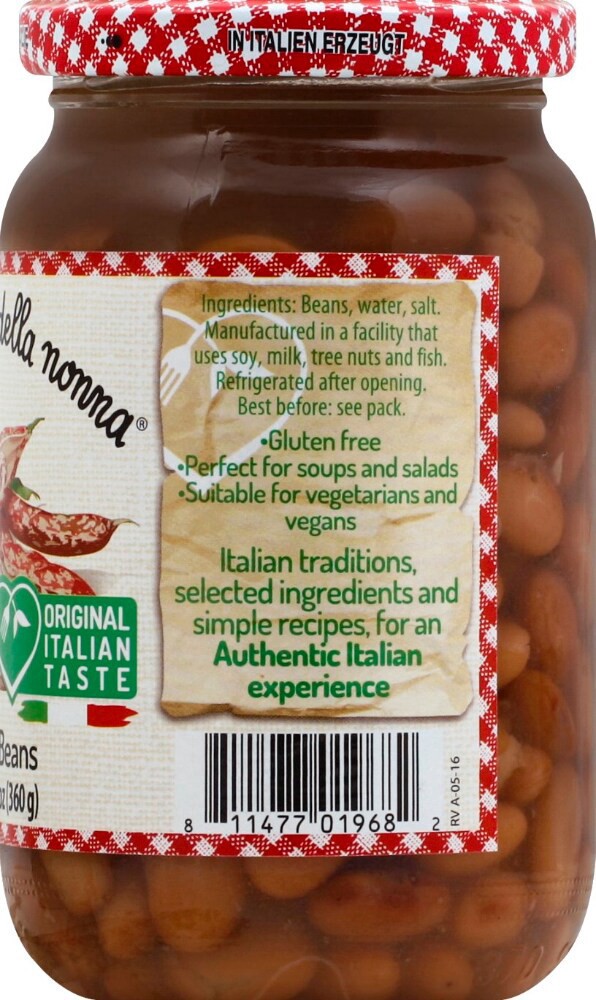 IN ITALIEN ERZEUGT
della nonna®
Ingredients: Beans, water, salt.
Manufactured in a facility that
uses soy, milk, tree nuts and fish.
Refrigerated after opening.
Best before: see pack.
•Gluten free
•Perfect for soups and salads
•Suitable for vegetarians and
vegans
Italian traditions,
selected ingredients and
simple recipes, for an
Authentic Italian
experience
ORIGINAL
ITALIAN
TASTE
Beans
oz (360 g)
8 11477 01968 2
RV A-05-16